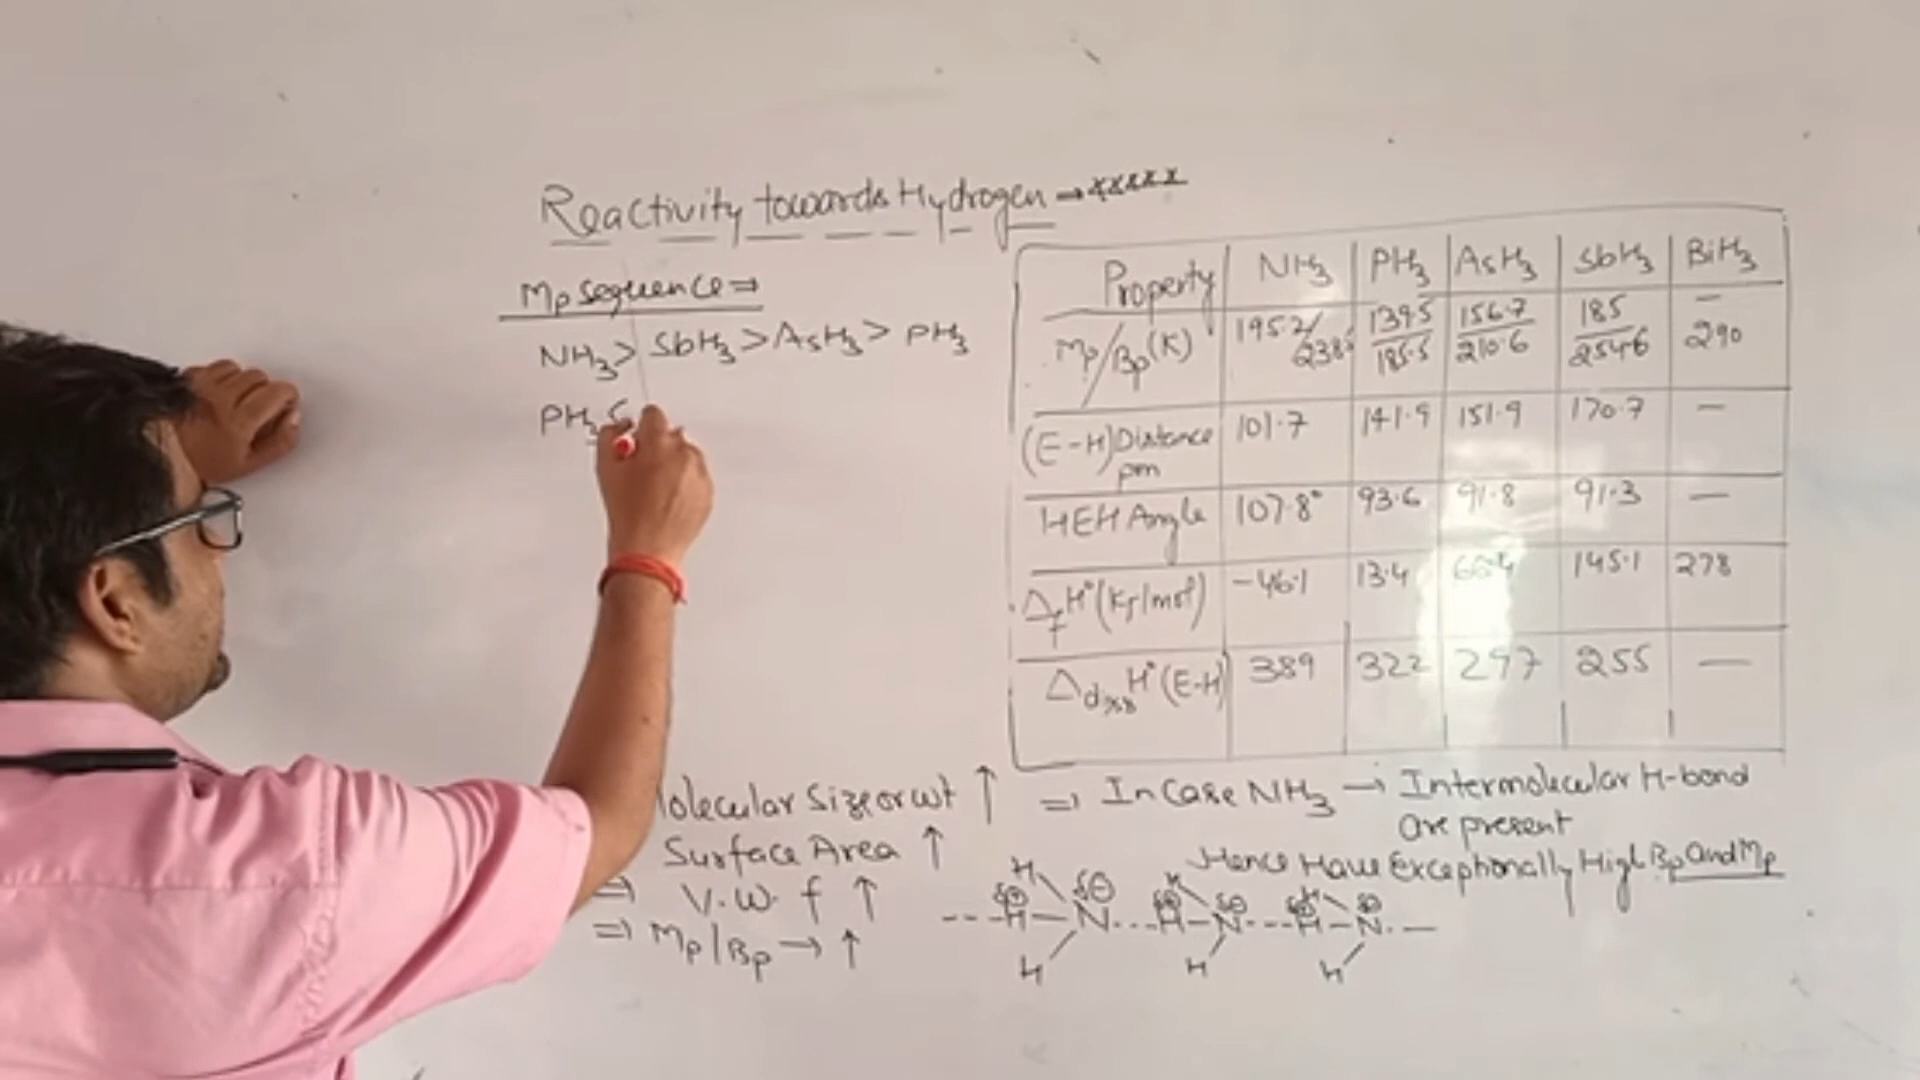 Reactivity towards Hydrogen → xxxxx
Mp sequence ⇒
NH3 > SbH3 > AsH3 > PH3
PH3 <
Property NH3 PH3 AsH3 SbH3 BiH3
Mp/Bp(K) 195.2/238. 139.5/185.5 156.7/210.6 185/254.6 —/290
(E-H) Distance pm 101.7 141.9 151.9 170.7 —
HEH Angle 107.8° 93.6 91.8 91.3 —
ΔfH°(KJ/mol) -46.1 13.4 66.4 145.1 278
ΔdissH°(E-H) 389 322 297 255 —
olecular Size or wt ↑
Surface Area ↑
⇒ V.W. f ↑
⇒ Mp/Bp → ↑
⇒ In Case NH3 → Intermolecular H-bond
are present
Hence Have Exceptionally High Bp and Mp
H δ⊖ H δ⊖ H δ⊖
δ⊕ δ⊕ δ⊕
---H-N...H-N---H-N.—
H H H